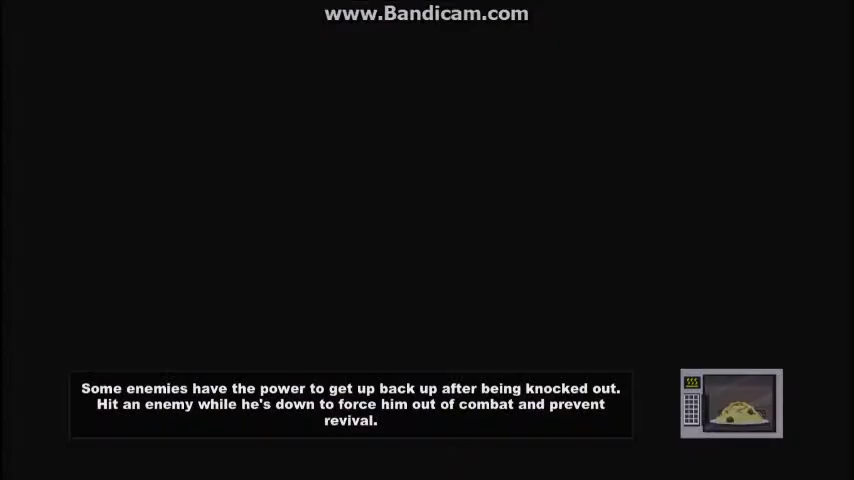 www.Bandicam.com
Some enemies have the power to get up back up after being knocked out.
Hit an enemy while he's down to force him out of combat and prevent
revival.